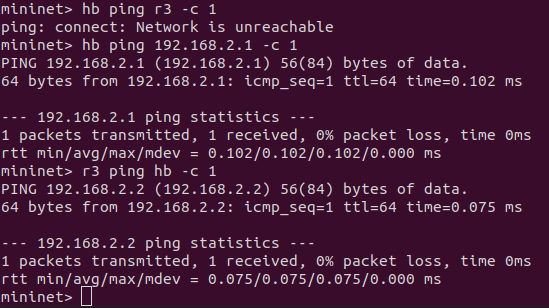 mininet> hb ping r3 -c 1
ping: connect: Network is unreachable
mininet> hb ping 192.168.2.1 -c 1
PING 192.168.2.1 (192.168.2.1) 56(84) bytes of data.
64 bytes from 192.168.2.1: icmp_seq=1 ttl=64 time=0.102 ms

--- 192.168.2.1 ping statistics ---
1 packets transmitted, 1 received, 0% packet loss, time 0ms
rtt min/avg/max/mdev = 0.102/0.102/0.102/0.000 ms
mininet> r3 ping hb -c 1
PING 192.168.2.2 (192.168.2.2) 56(84) bytes of data.
64 bytes from 192.168.2.2: icmp_seq=1 ttl=64 time=0.075 ms

--- 192.168.2.2 ping statistics ---
1 packets transmitted, 1 received, 0% packet loss, time 0ms
rtt min/avg/max/mdev = 0.075/0.075/0.075/0.000 ms
mininet>